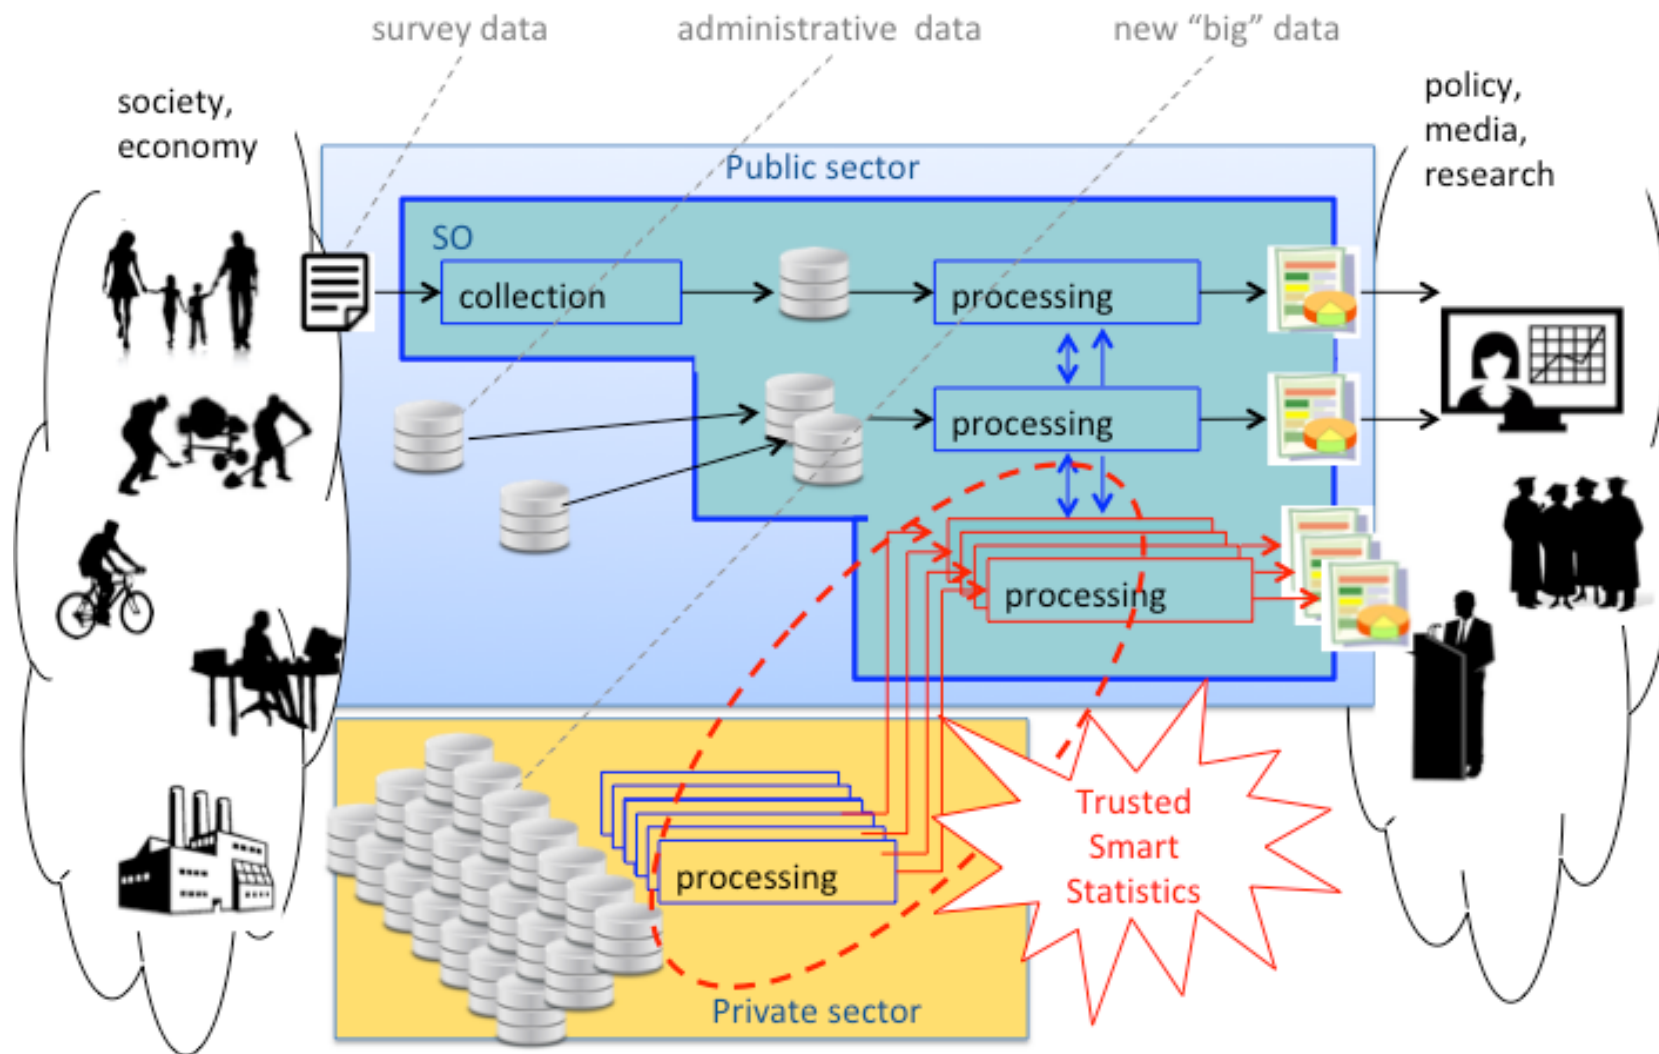 survey data
administrative data
new “big” data
society,
economy
policy,
media,
research
Public sector
SO
collection
processing
processing
processing
processing
Trusted
Smart
Statistics
Private sector